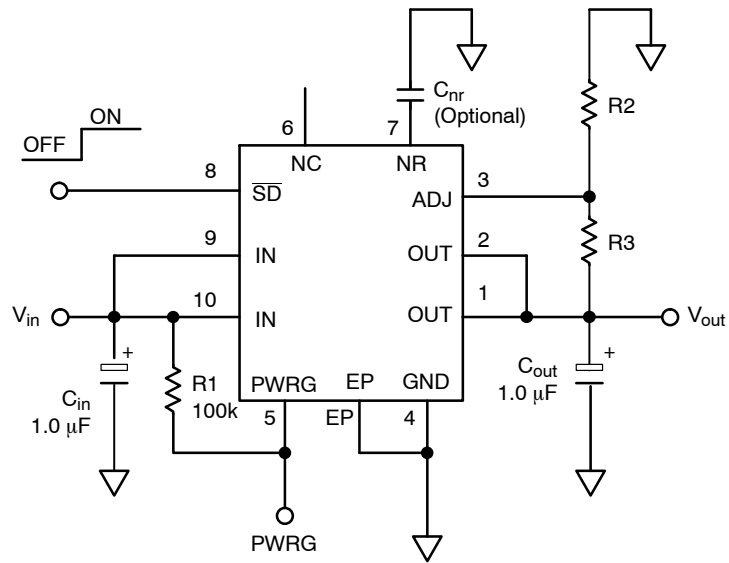 C<sub>nr</sub>
(Optional)
R2
ON
OFF
6
7
NC
NR
8
SD
3
ADJ
9
IN
2
OUT
R3
V<sub>in</sub>
10
IN
1
OUT
V<sub>out</sub>
+
C<sub>in</sub>
1.0 μF
R1
100k
PWRG
EP
GND
5
EP
4
+
C<sub>out</sub>
1.0 μF
PWRG